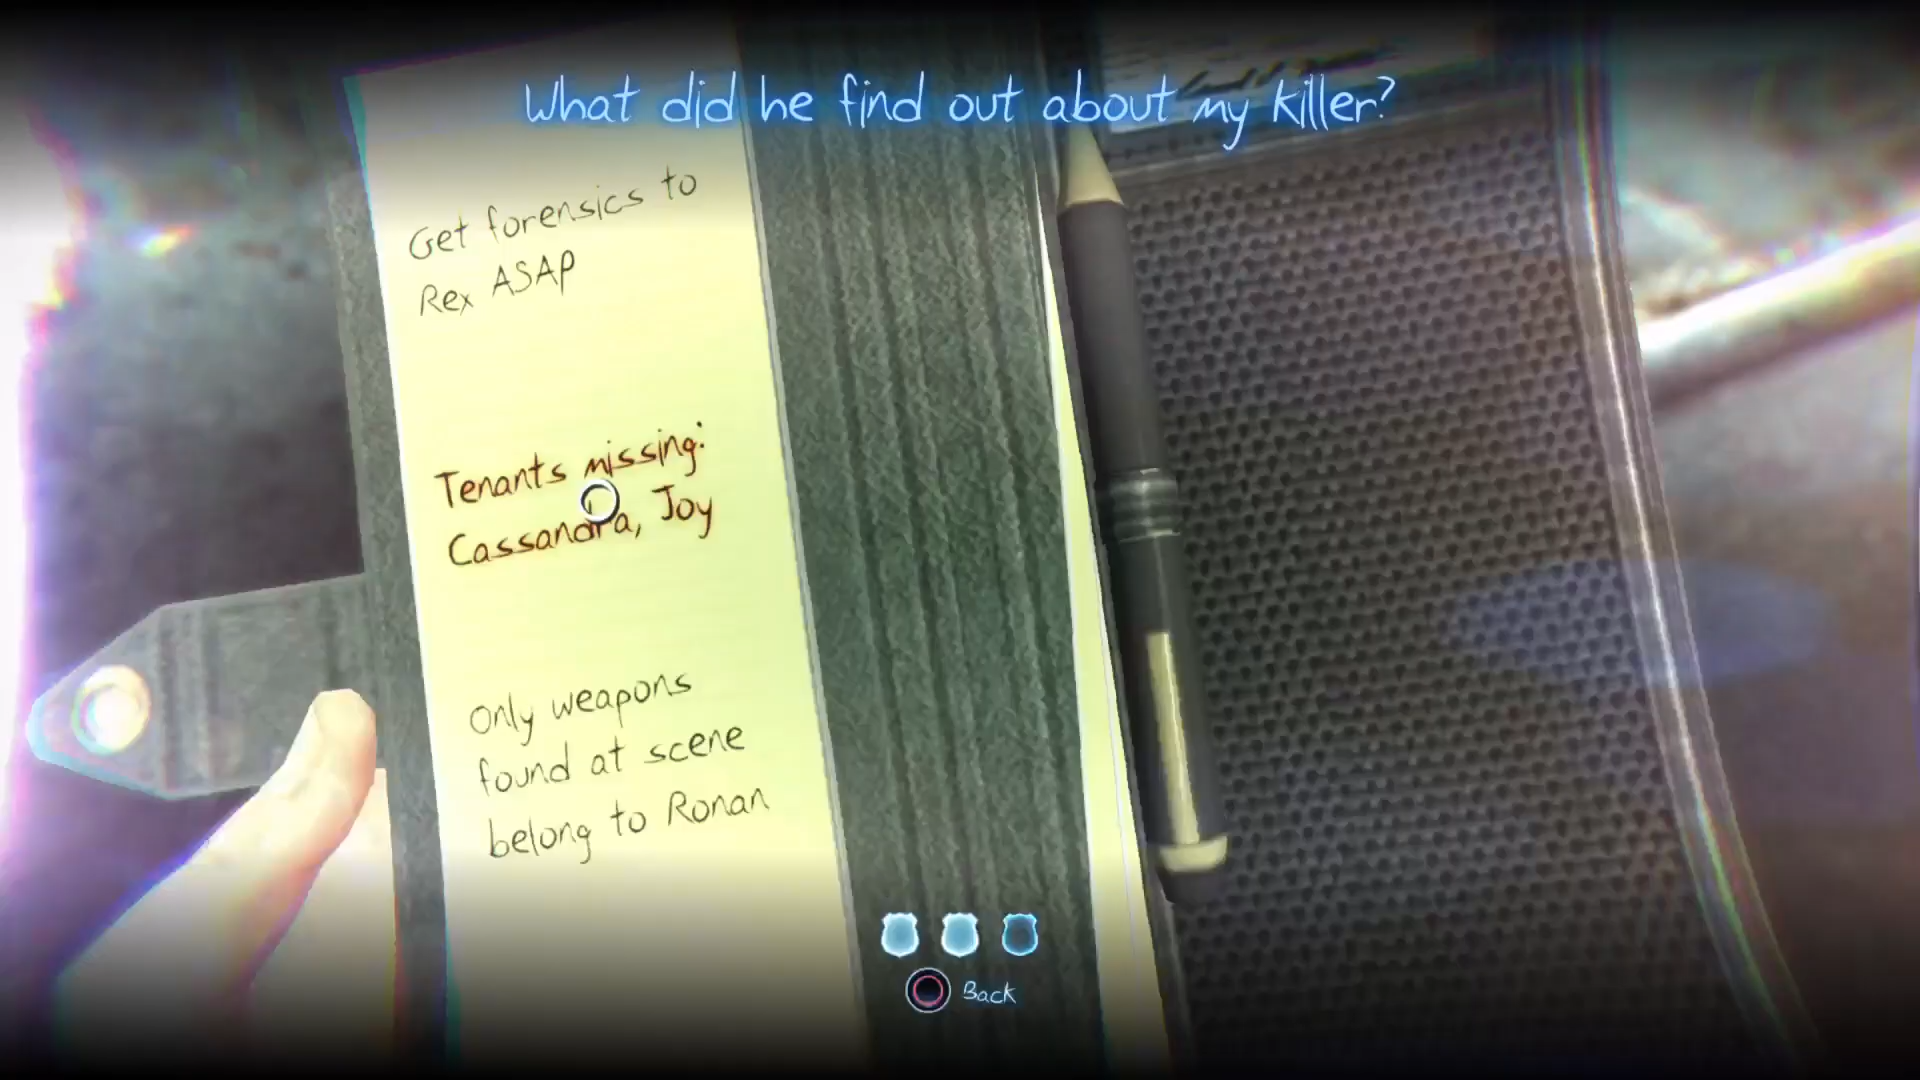 What did he find out about my killer?
Get forensics to
Rex ASAP
Tenants missing:
Cassandra, Joy
Only weapons
found at scene
belong to Ronan
Back